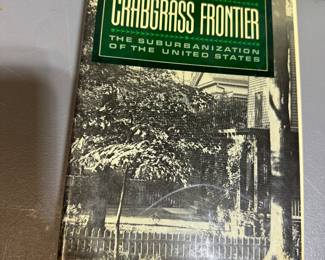 CRABGRASS FRONTIER
THE SUBURBANIZATION
OF THE UNITED STATES